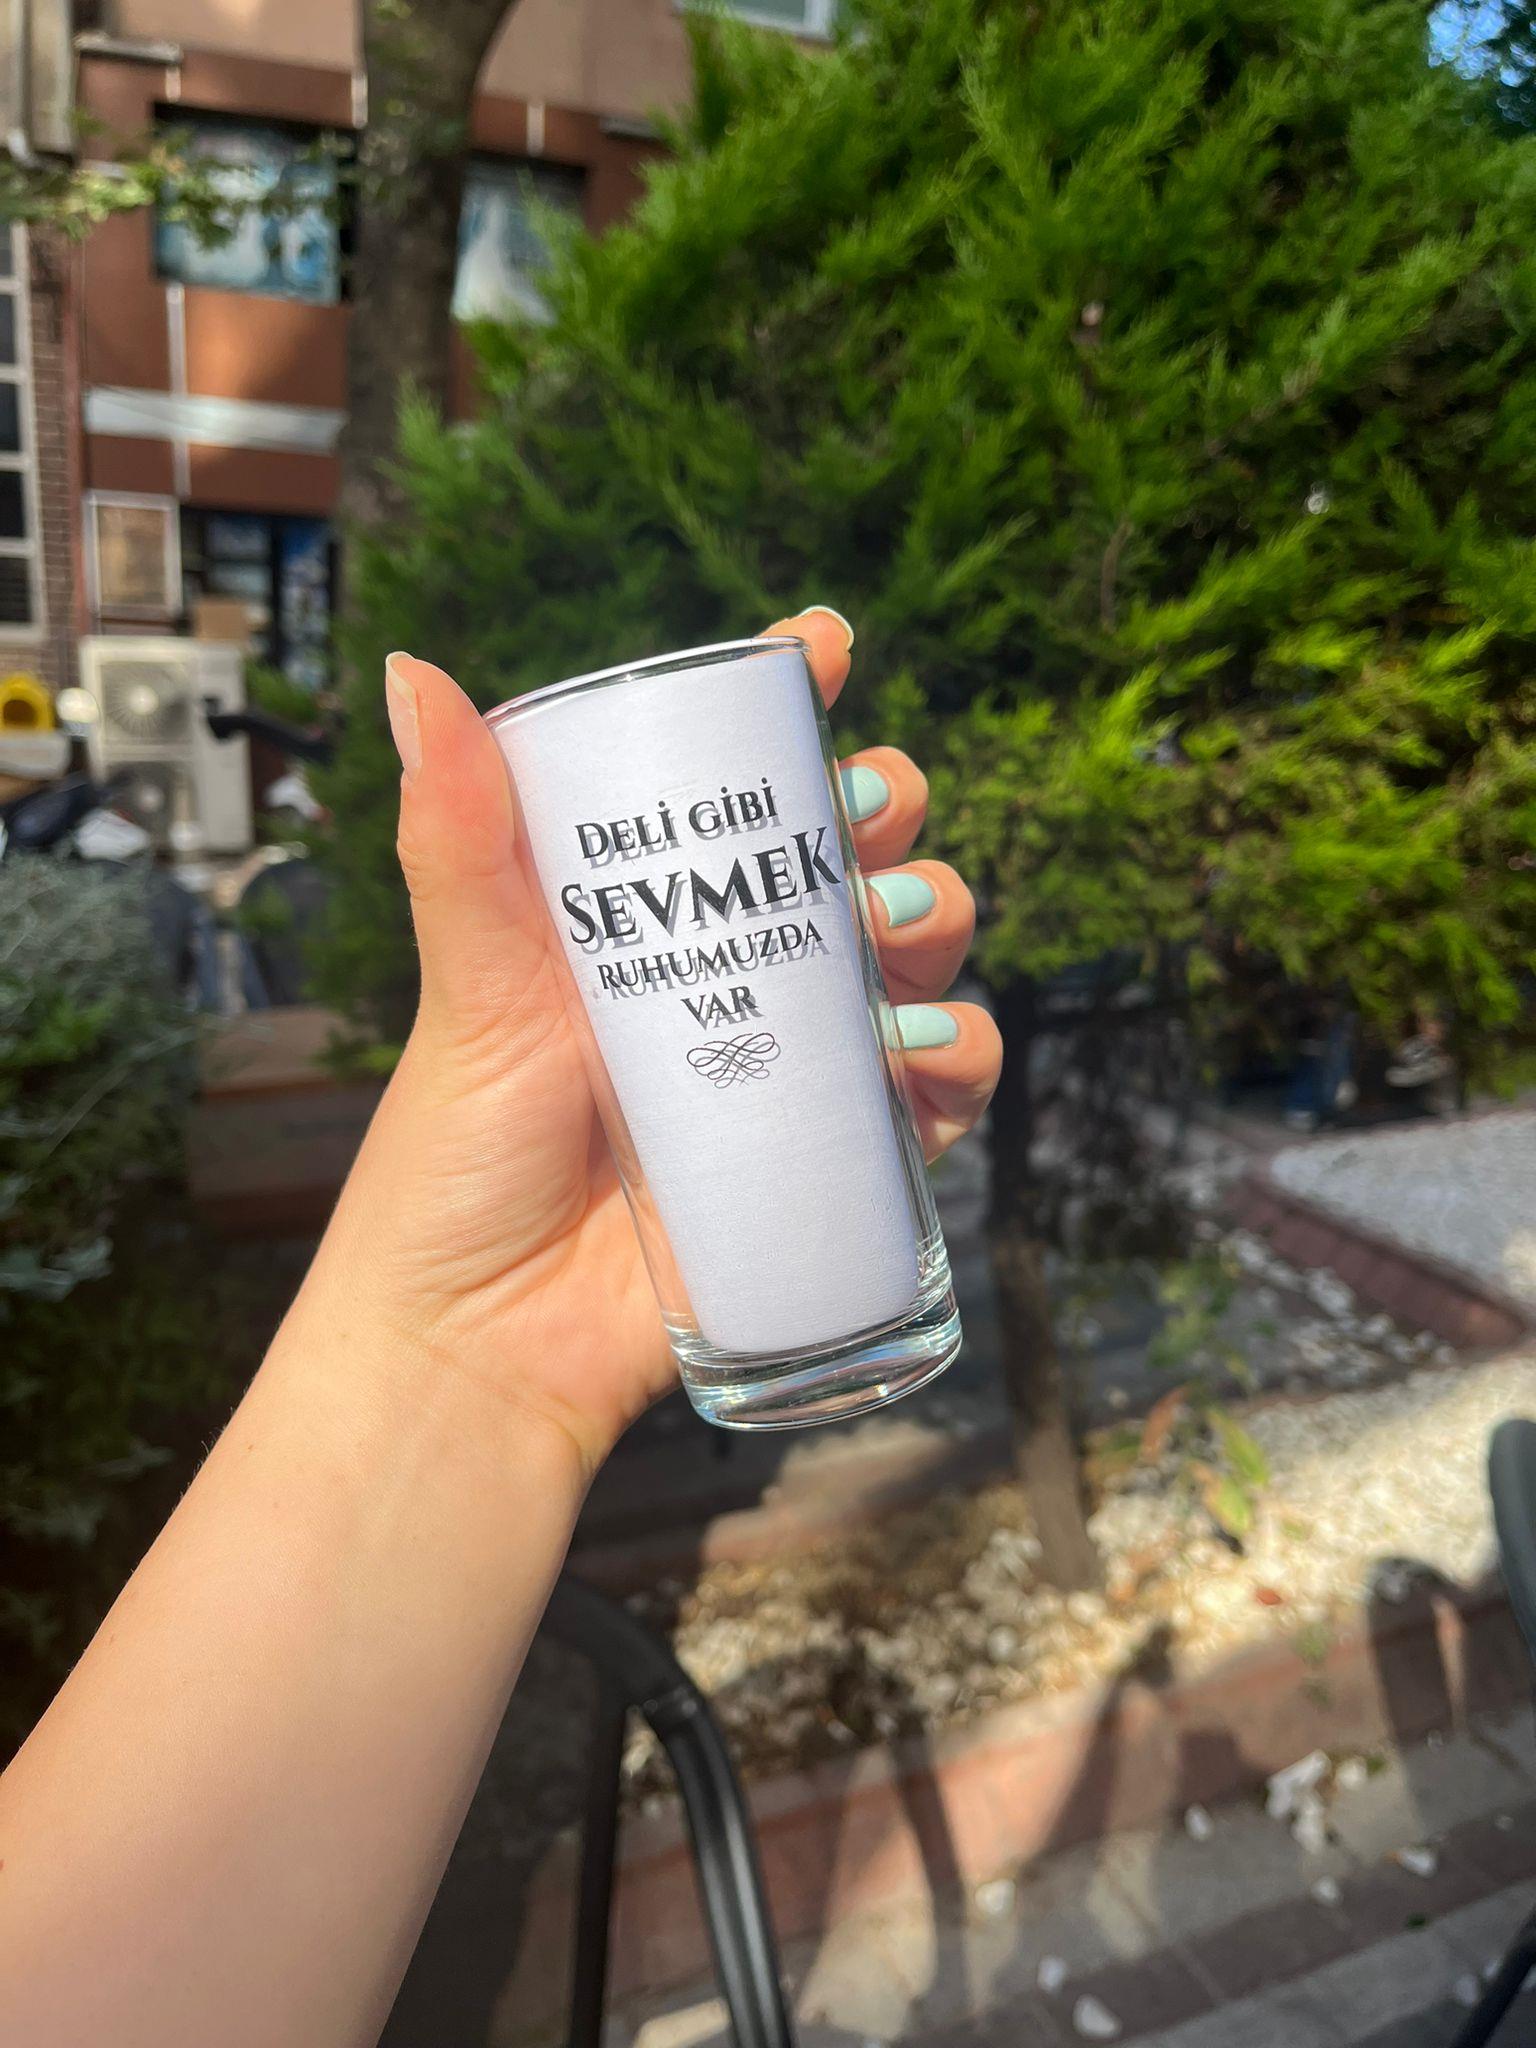 DELİ GİBİ
SEVMEK
RUHUMUZDA
VAR